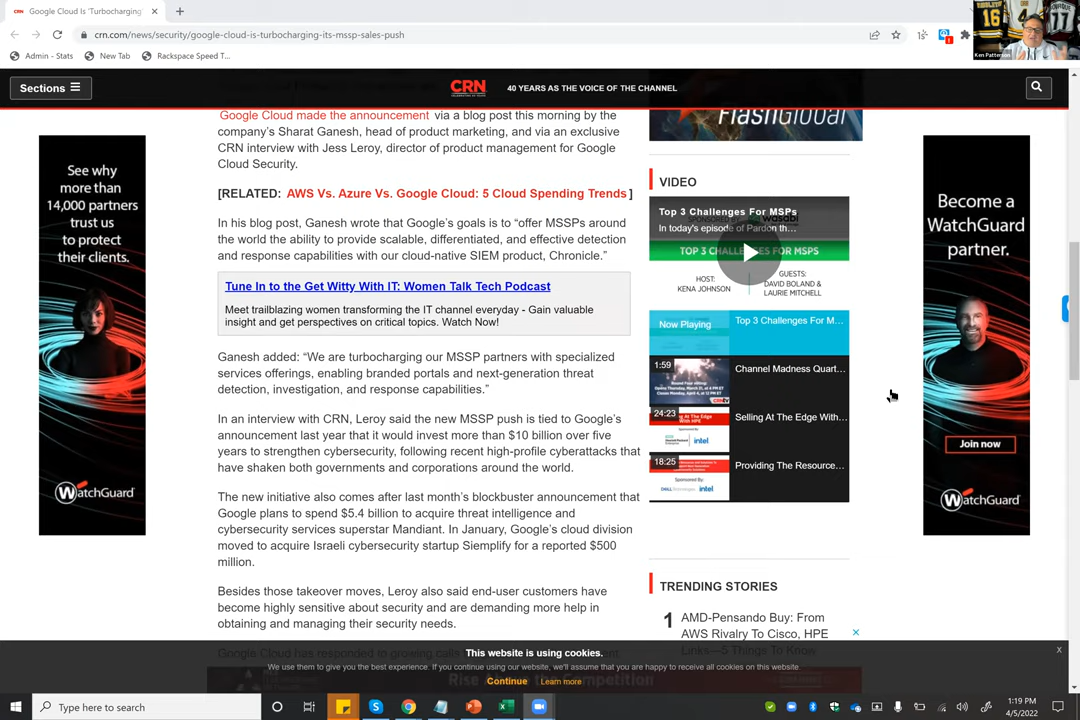 CRN Google Cloud Is 'Turbocharging
crn.com/news/security/google-cloud-is-turbocharging-its-mssp-sales-push
Admin - Stats
New Tab
Rackspace Speed T...
16
4
77
Ken Patterson
Sections
CRN
40 YEARS AS THE VOICE OF THE CHANNEL
Google Cloud made the announcement via a blog post this morning by the
company's Sharat Ganesh, head of product marketing, and via an exclusive
CRN interview with Jess Leroy, director of product management for Google
Cloud Security.
[RELATED: AWS Vs. Azure Vs. Google Cloud: 5 Cloud Spending Trends ]
In his blog post, Ganesh wrote that Google's goals is to "offer MSSPs around
the world the ability to provide scalable, differentiated, and effective detection
and response capabilities with our cloud-native SIEM product, Chronicle."
Tune In to the Get Witty With IT: Women Talk Tech Podcast
Meet trailblazing women transforming the IT channel everyday - Gain valuable
insight and get perspectives on critical topics. Watch Now!
Ganesh added: "We are turbocharging our MSSP partners with specialized
services offerings, enabling branded portals and next-generation threat
detection, investigation, and response capabilities."
In an interview with CRN, Leroy said the new MSSP push is tied to Google's
announcement last year that it would invest more than $10 billion over five
years to strengthen cybersecurity, following recent high-profile cyberattacks that
have shaken both governments and corporations around the world.
The new initiative also comes after last month's blockbuster announcement that
Google plans to spend $5.4 billion to acquire threat intelligence and
cybersecurity services superstar Mandiant. In January, Google's cloud division
moved to acquire Israeli cybersecurity startup Siemplify for a reported $500
million.
Besides those takeover moves, Leroy also said end-user customers have
become highly sensitive about security and are demanding more help in
obtaining and managing their security needs.
Google Cloud has responded to growing calls
See why
more than
14,000 partners
trust us
to protect
their clients.
WatchGuard
FlashGlobal
VIDEO
SPONSORED BY wasabi
Top 3 Challenges For MSPs
In today's episode of Pardon th...
TOP 3 CHALLENGES FOR MSPS
HOST:
KENA JOHNSON
GUESTS:
DAVID BOLAND &
LAURIE MITCHELL
Now Playing
Top 3 Challenges For M...
1:59
Channel Madness Quart...
24:23
Selling At The Edge With...
intel
18:25
Providing The Resource...
intel
TRENDING STORIES
1 AMD-Pensando Buy: From
AWS Rivalry To Cisco, HPE
Links—5 Things To Know
Become a
WatchGuard
partner.
Join now
WatchGuard
This website is using cookies.
We use them to give you the best experience. If you continue using our website, we'll assume that you are happy to receive all cookies on this website.
Continue
Learn more
x
Rise Above the Competition
Type here to search
1:19 PM
4/5/2022